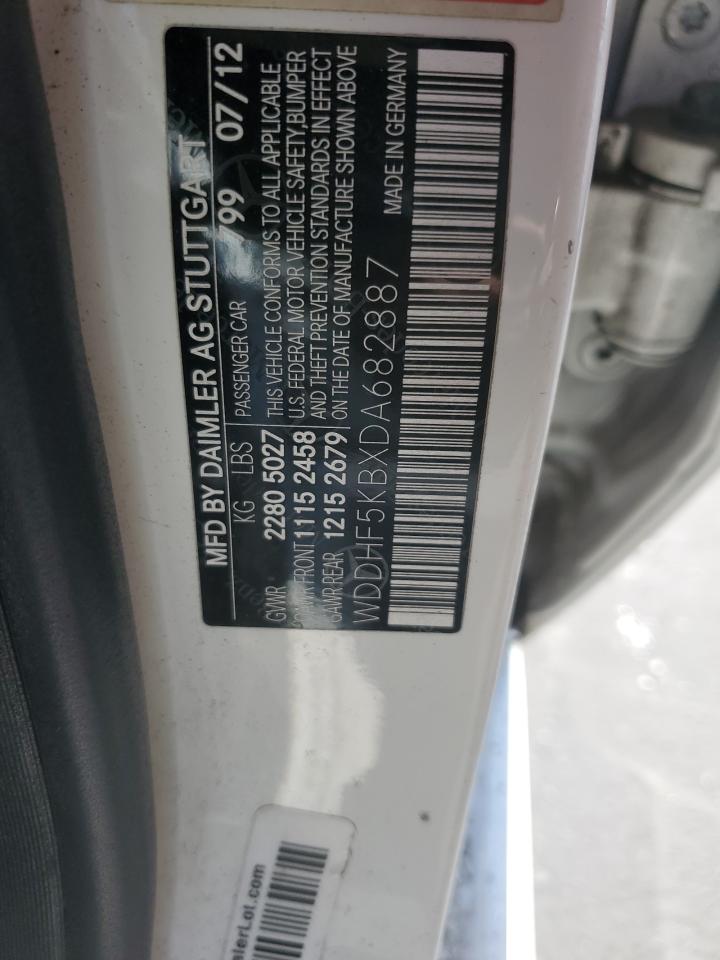 MFD BY DAIMLER AG STUTTGART
KG LBS PASSENGER CAR 799 07/12
GVWR 2280 5027 THIS VEHICLE CONFORMS TO ALL APPLICABLE
FRONT 1115 2458 U.S. FEDERAL MOTOR VEHICLE SAFETY, BUMPER
GAWR REAR 1215 2679 AND THEFT PREVENTION STANDARDS IN EFFECT
ON THE DATE OF MANUFACTURE SHOWN ABOVE
WDDHF5KBXDA682887 MADE IN GERMANY
lerLot.com